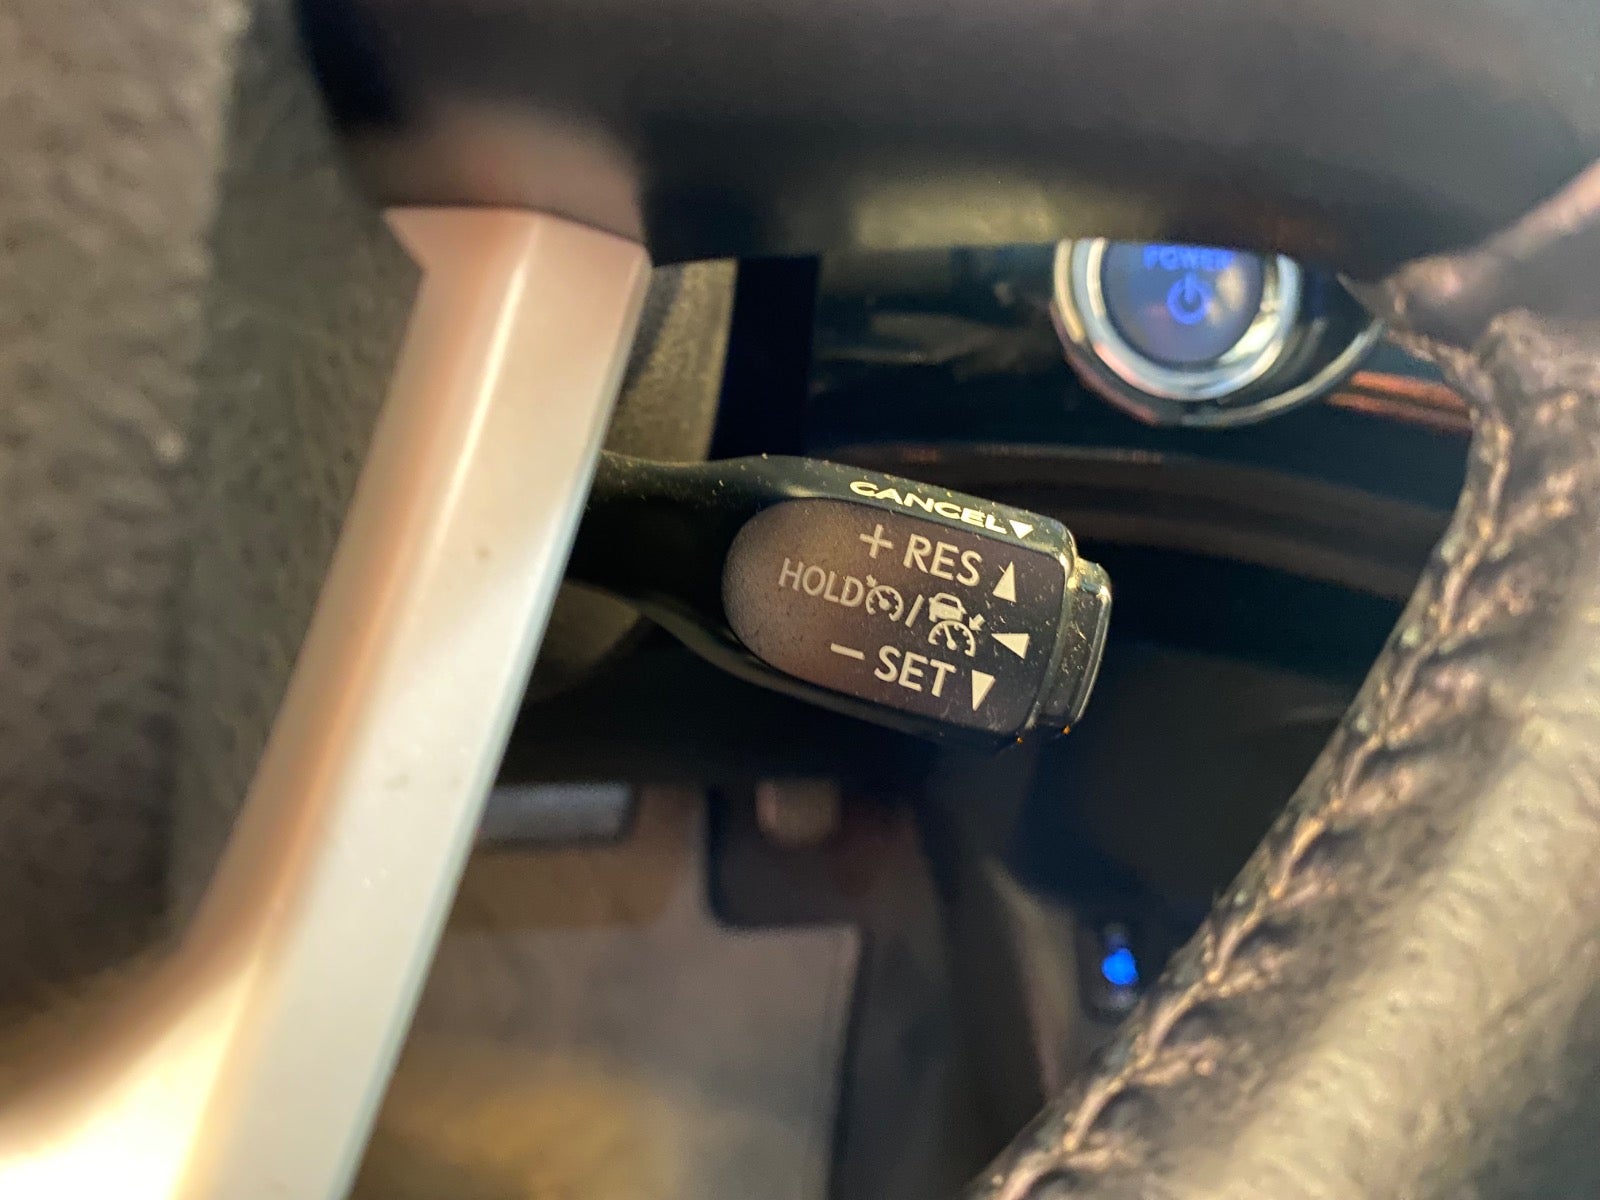 POWER
CANCEL▼
+ RES ▲
HOLD / ◀
− SET ▼